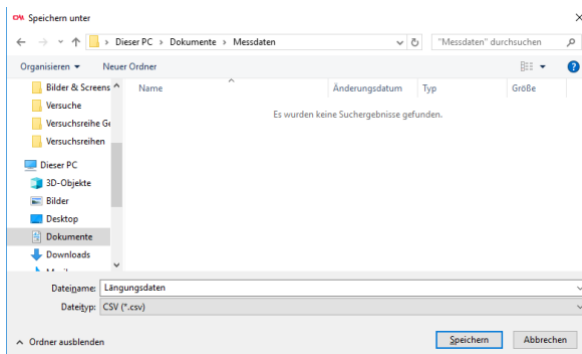 Speichern unter
Dieser PC > Dokumente > Messdaten "Messdaten" durchsuchen
Organisieren Neuer Ordner
Bilder & Screens Name Änderungsdatum Typ Größe
Es wurden keine Suchergebnisse gefunden.
Versuche
Versuchsreihe Ge
Versuchsreihen
Dieser PC
3D-Objekte
Bilder
Desktop
Dokumente
Downloads
Dateiname: Längungsdaten
Dateityp: CSV (*.csv)
Ordner ausblenden Speichern Abbrechen